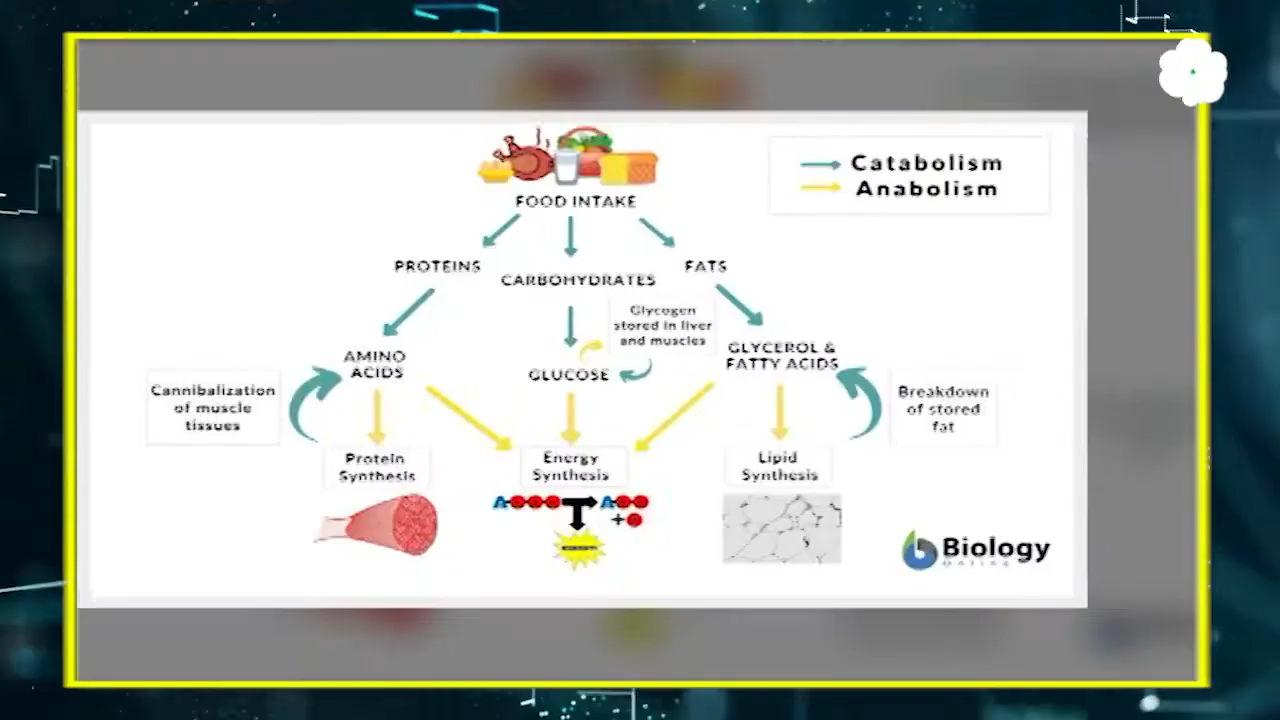 Catabolism
Anabolism
FOOD INTAKE
PROTEINS
CARBOHYDRATES
FATS
Glycogen
stored in liver
and muscles
AMINO
ACIDS
GLUCOSE
GLYCEROL &
FATTY ACIDS
Cannibalization
of muscle
tissues
Breakdown
of stored
fat
Protein
Synthesis
Energy
Synthesis
Lipid
Synthesis
A
A
+
Biology